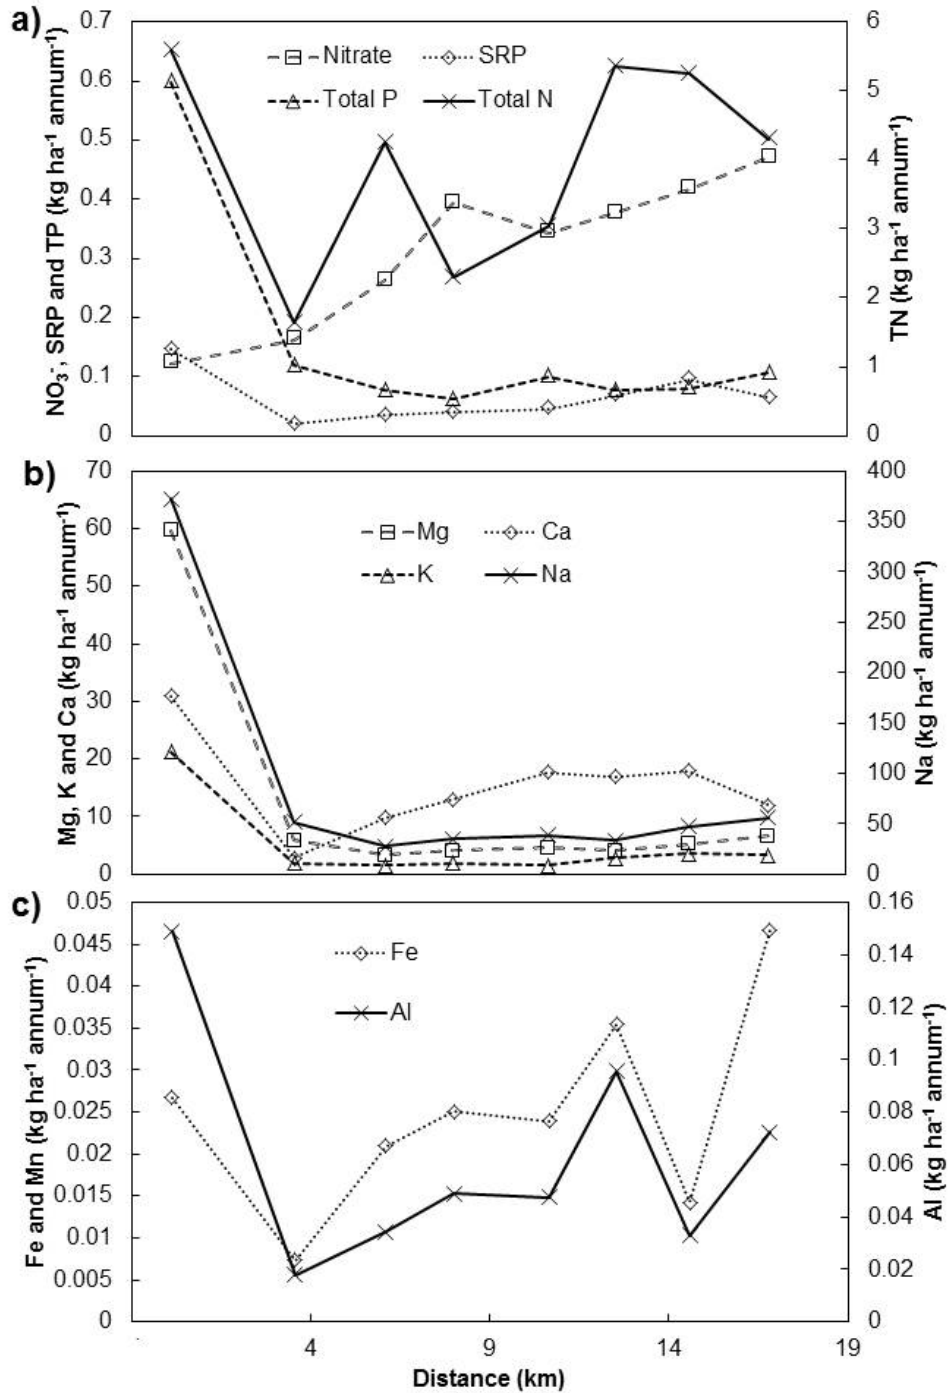 a)
0.7
0.6
0.5
0.4
0.3
0.2
0.1
0
NO₃⁻, SRP and TP (kg ha⁻¹ annum⁻¹)
Nitrate
SRP
Total P
Total N
6
5
4
3
2
1
0
TN (kg ha⁻¹ annum⁻¹)
b)
70
60
50
40
30
20
10
0
Mg, K and Ca (kg ha⁻¹ annum⁻¹)
Mg
Ca
K
Na
400
350
300
250
200
150
100
50
0
Na (kg ha⁻¹ annum⁻¹)
c)
0.05
0.045
0.04
0.035
0.03
0.025
0.02
0.015
0.01
0.005
0
Fe and Mn (kg ha⁻¹ annum⁻¹)
Fe
Al
0.16
0.14
0.12
0.1
0.08
0.06
0.04
0.02
0
Al (kg ha⁻¹ annum⁻¹)
4
9
14
19
Distance (km)